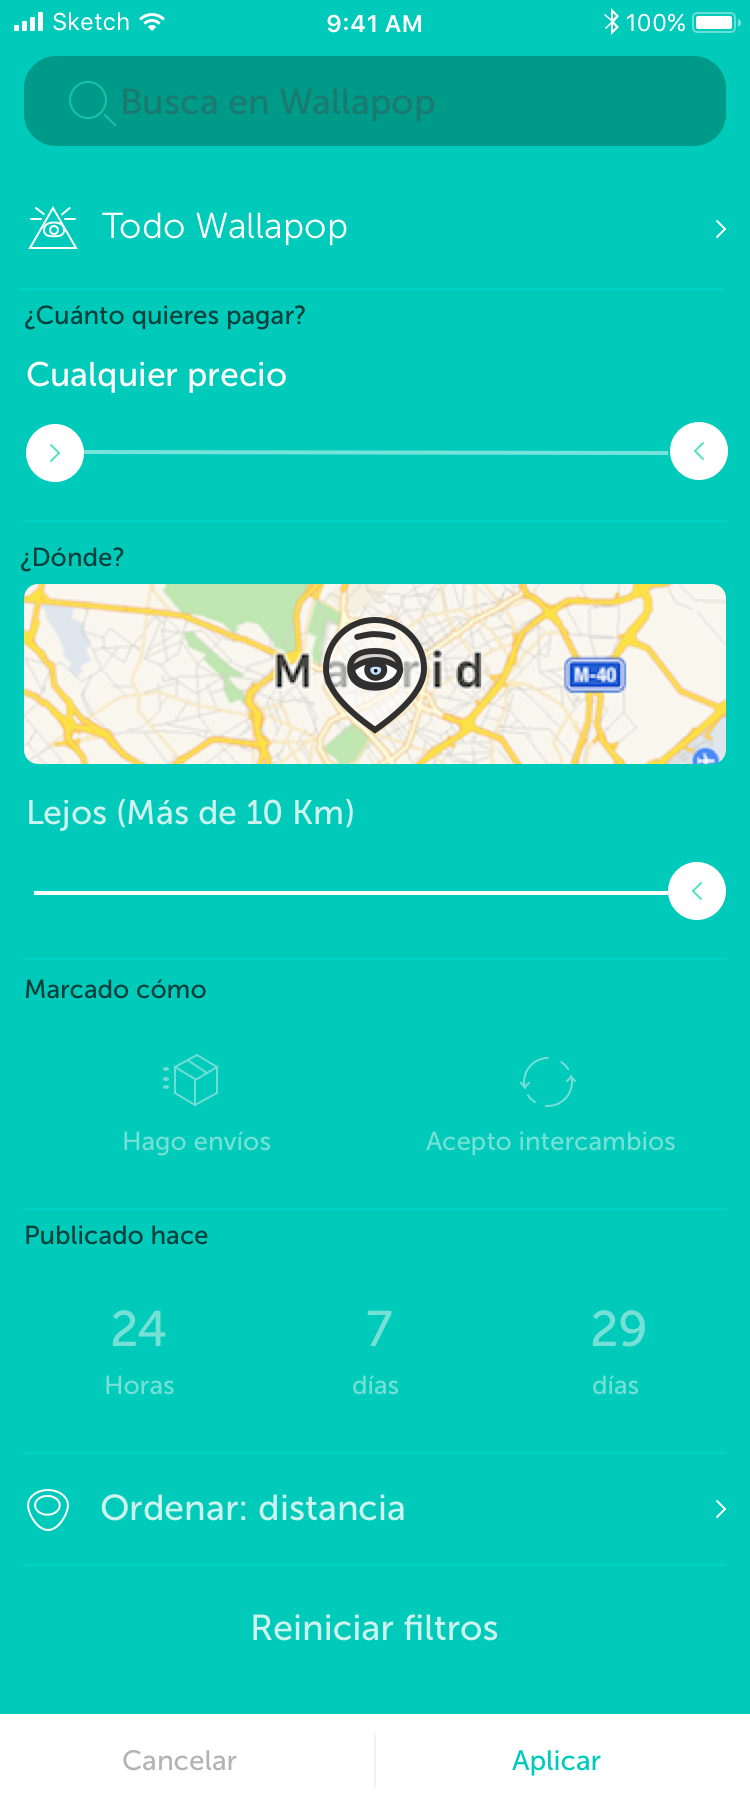 Sketch 9:41 AM 100%
Busca en Wallapop
Todo Wallapop
¿Cuánto quieres pagar?
Cualquier precio
¿Dónde?
Madrid
M-40
Lejos (Más de 10 Km)
Marcado cómo
Hago envíos Acepto intercambios
Publicado hace
24 7 29
Horas días días
Ordenar: distancia
Reiniciar filtros
Cancelar Aplicar